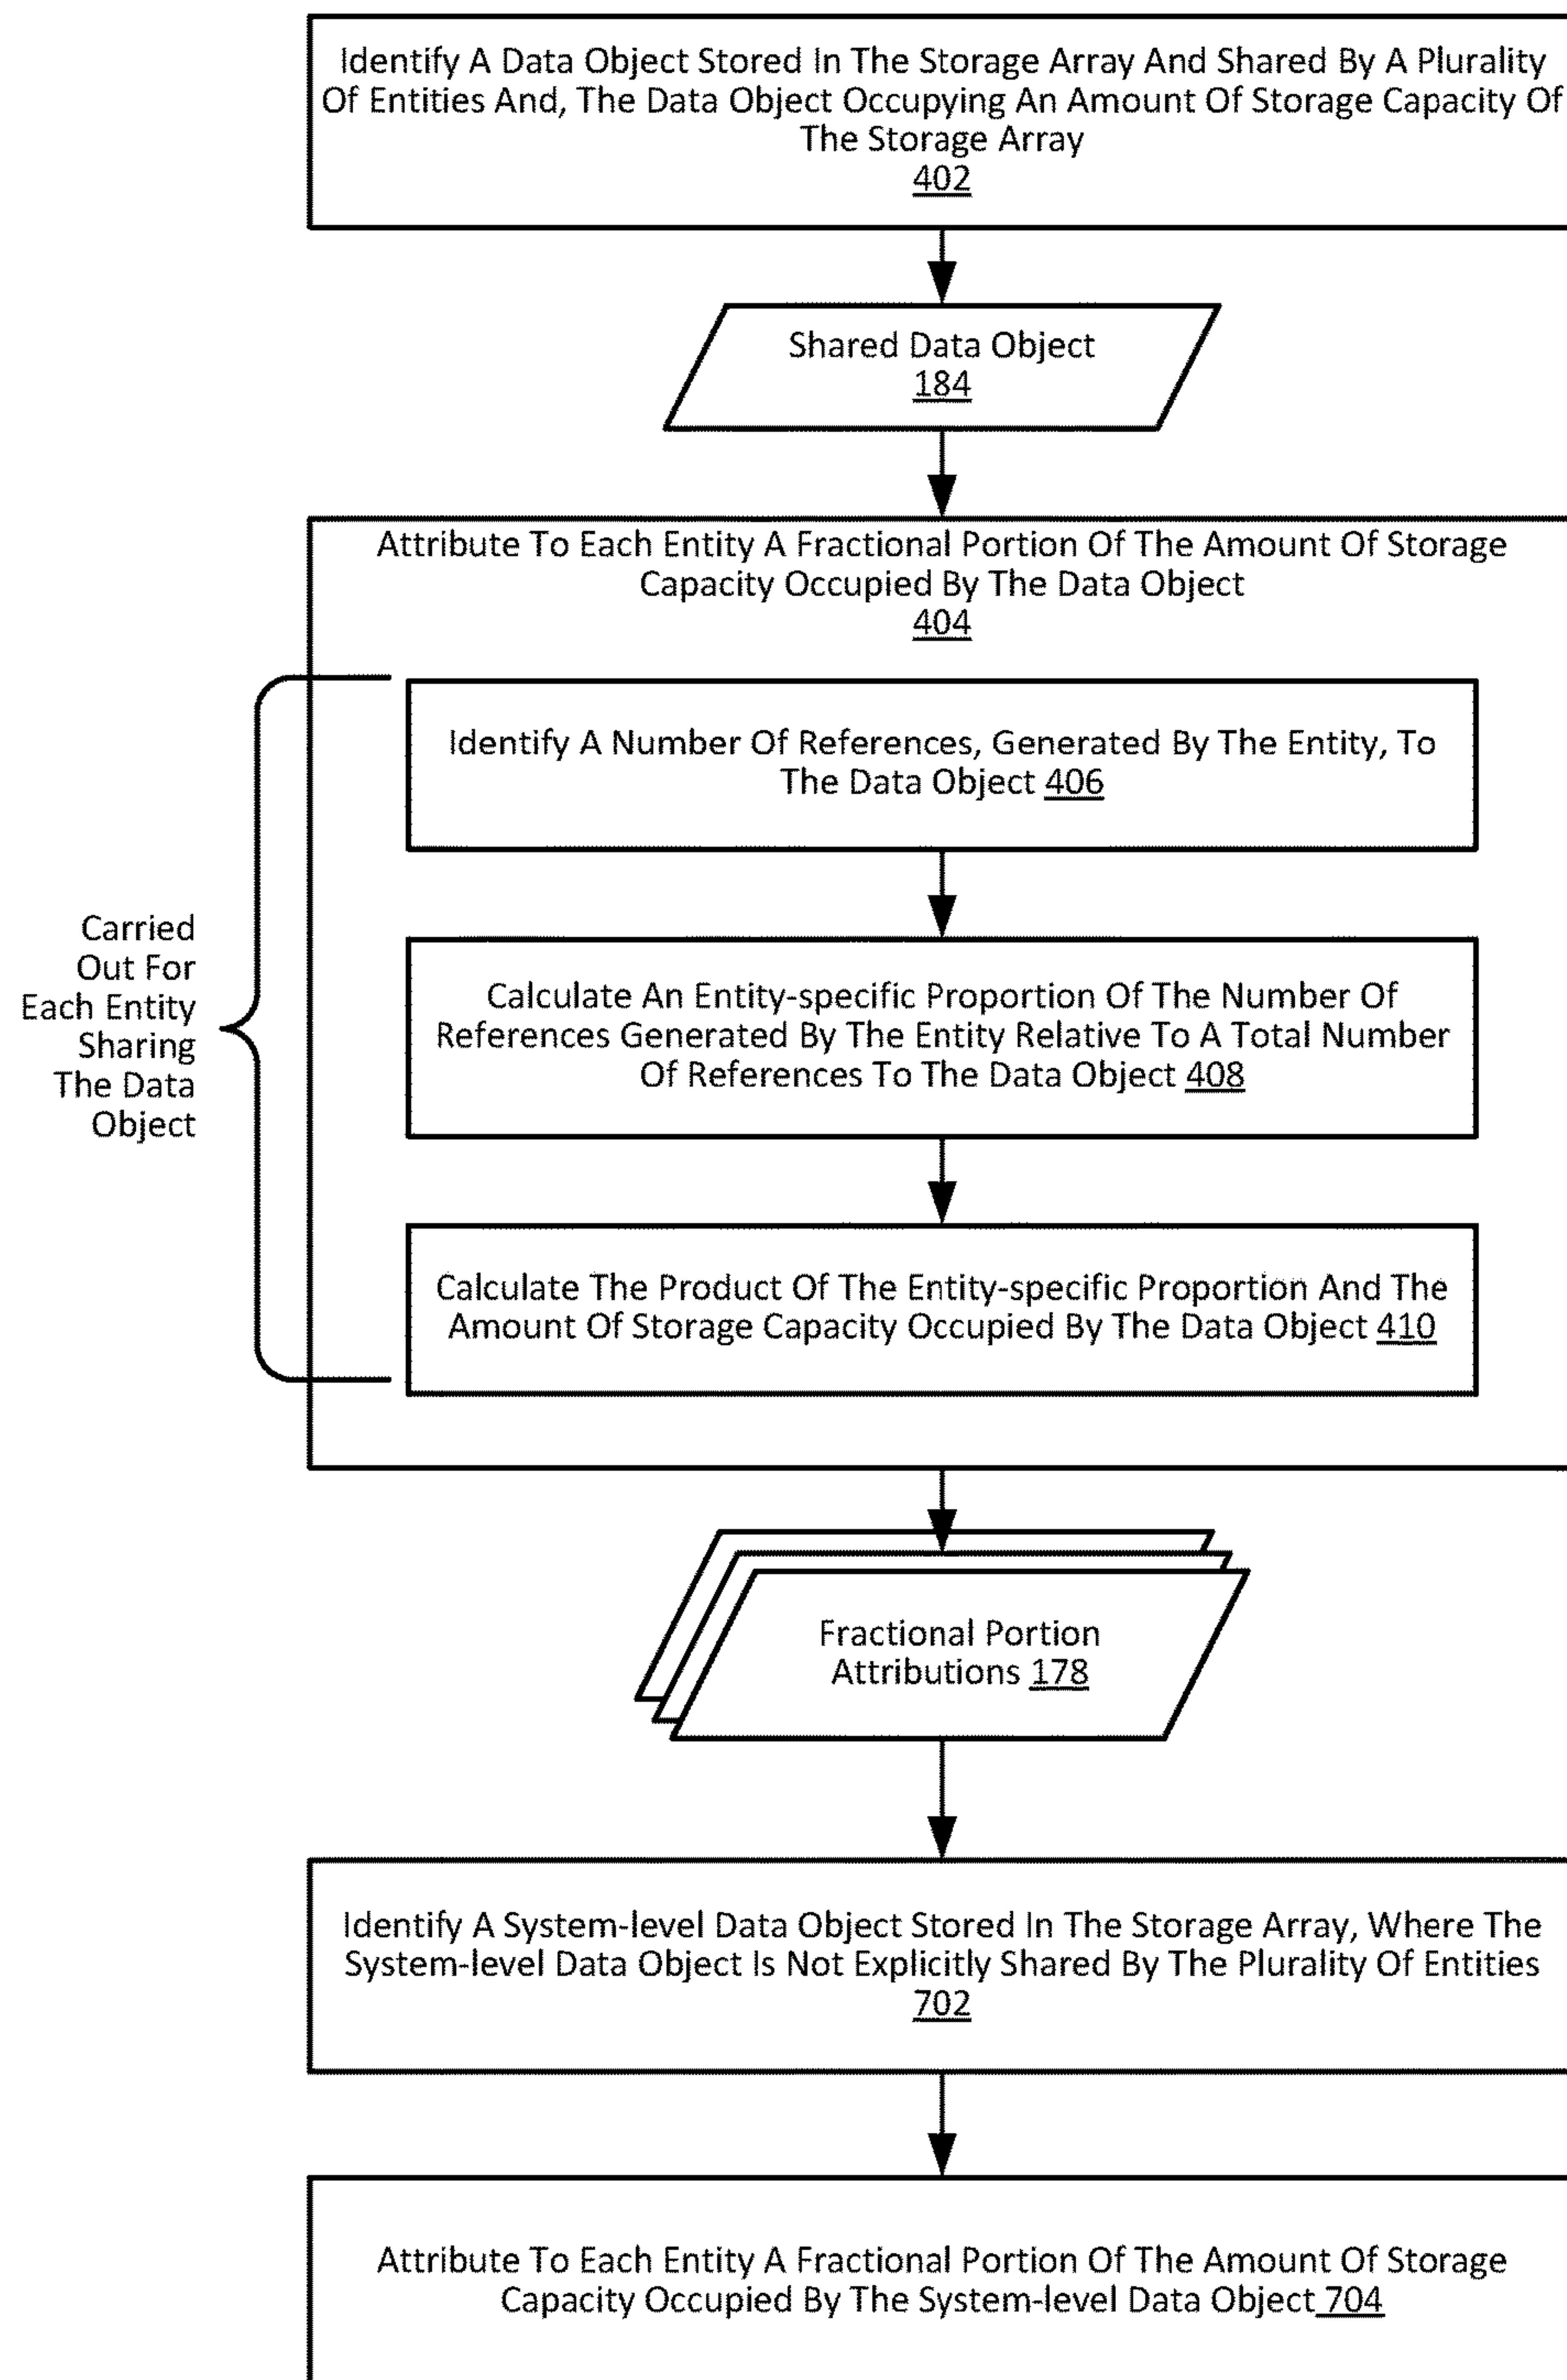 Identify A Data Object Stored In The Storage Array And Shared By A Plurality
Of Entities And, The Data Object Occupying An Amount Of Storage Capacity Of
The Storage Array
402
Shared Data Object
184
Attribute To Each Entity A Fractional Portion Of The Amount Of Storage
Capacity Occupied By The Data Object
404
Carried
Out For
Each Entity
Sharing
The Data
Object
Identify A Number Of References, Generated By The Entity, To
The Data Object 406
Calculate An Entity-specific Proportion Of The Number Of
References Generated By The Entity Relative To A Total Number
Of References To The Data Object 408
Calculate The Product Of The Entity-specific Proportion And The
Amount Of Storage Capacity Occupied By The Data Object 410
Fractional Portion
Attributions 178
Identify A System-level Data Object Stored In The Storage Array, Where The
System-level Data Object Is Not Explicitly Shared By The Plurality Of Entities
702
Attribute To Each Entity A Fractional Portion Of The Amount Of Storage
Capacity Occupied By The System-level Data Object 704